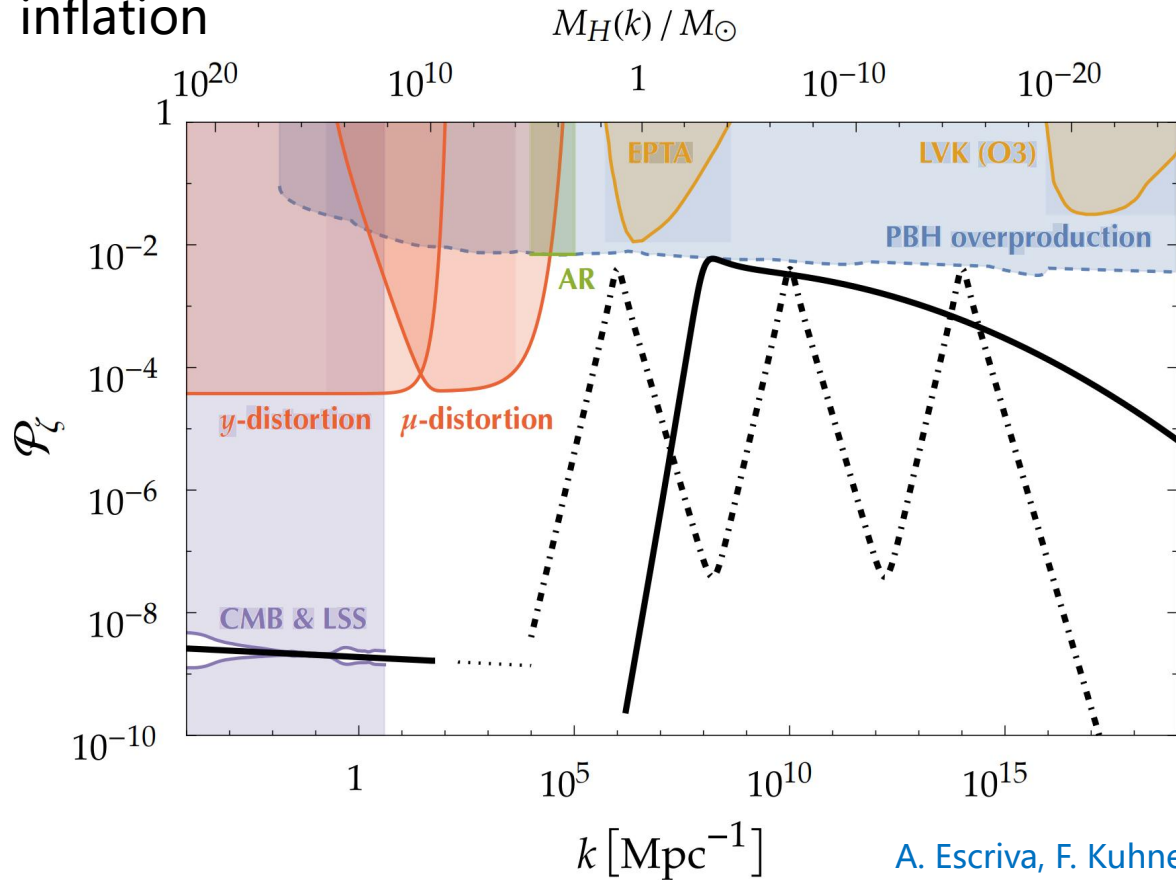 inflation
M_H(k) / M_⊙
10^20 10^10 1 10^-10 10^-20
1
EPTA LVK (O3)
10^-2
PBH overproduction
AR
10^-4
y-distortion μ-distortion
𝒫_ζ
10^-6
10^-8
CMB & LSS
10^-10
1 10^5 10^10 10^15
k [Mpc^-1]
A. Escriva, F. Kuhne